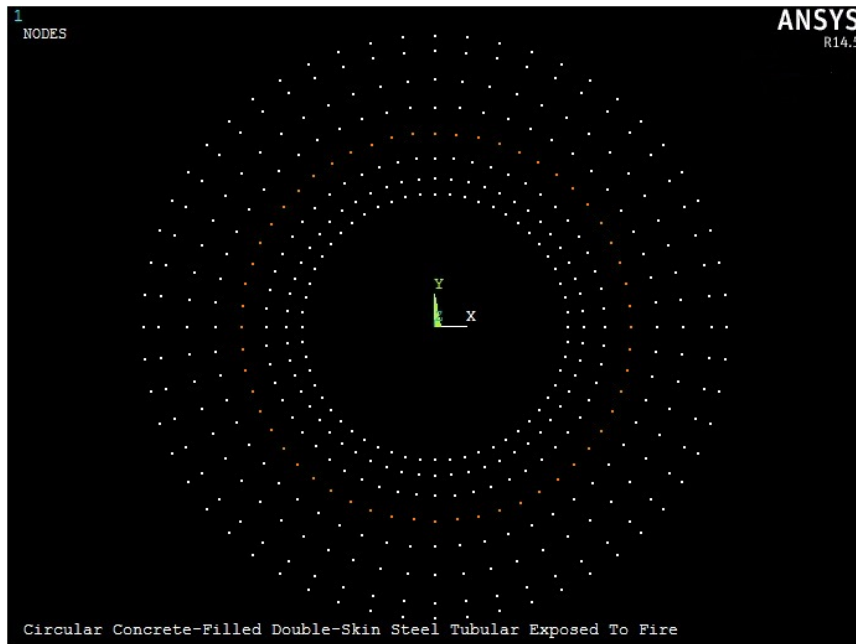 1
NODES
ANSYS
R14.5
Y
X
Circular Concrete-Filled Double-Skin Steel Tubular Exposed To Fire